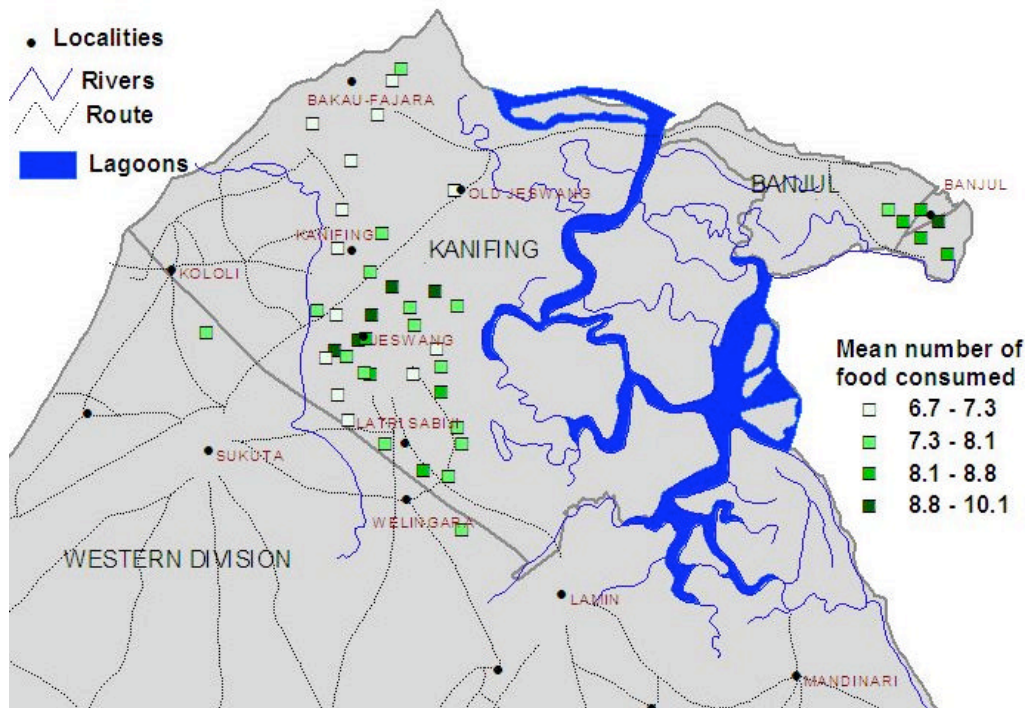 Localities
Rivers
Route
Lagoons
BAKAU-FAJARA
OLD JESWANG
BANJUL
BANJUL
KANIFING
KANIFING
KOLOLI
JESWANG
Mean number of
food consumed
6.7 - 7.3
7.3 - 8.1
8.1 - 8.8
8.8 - 10.1
LATRI SABIJI
SUKUTA
WELINGARA
WESTERN DIVISION
LAMIN
MANDINARI